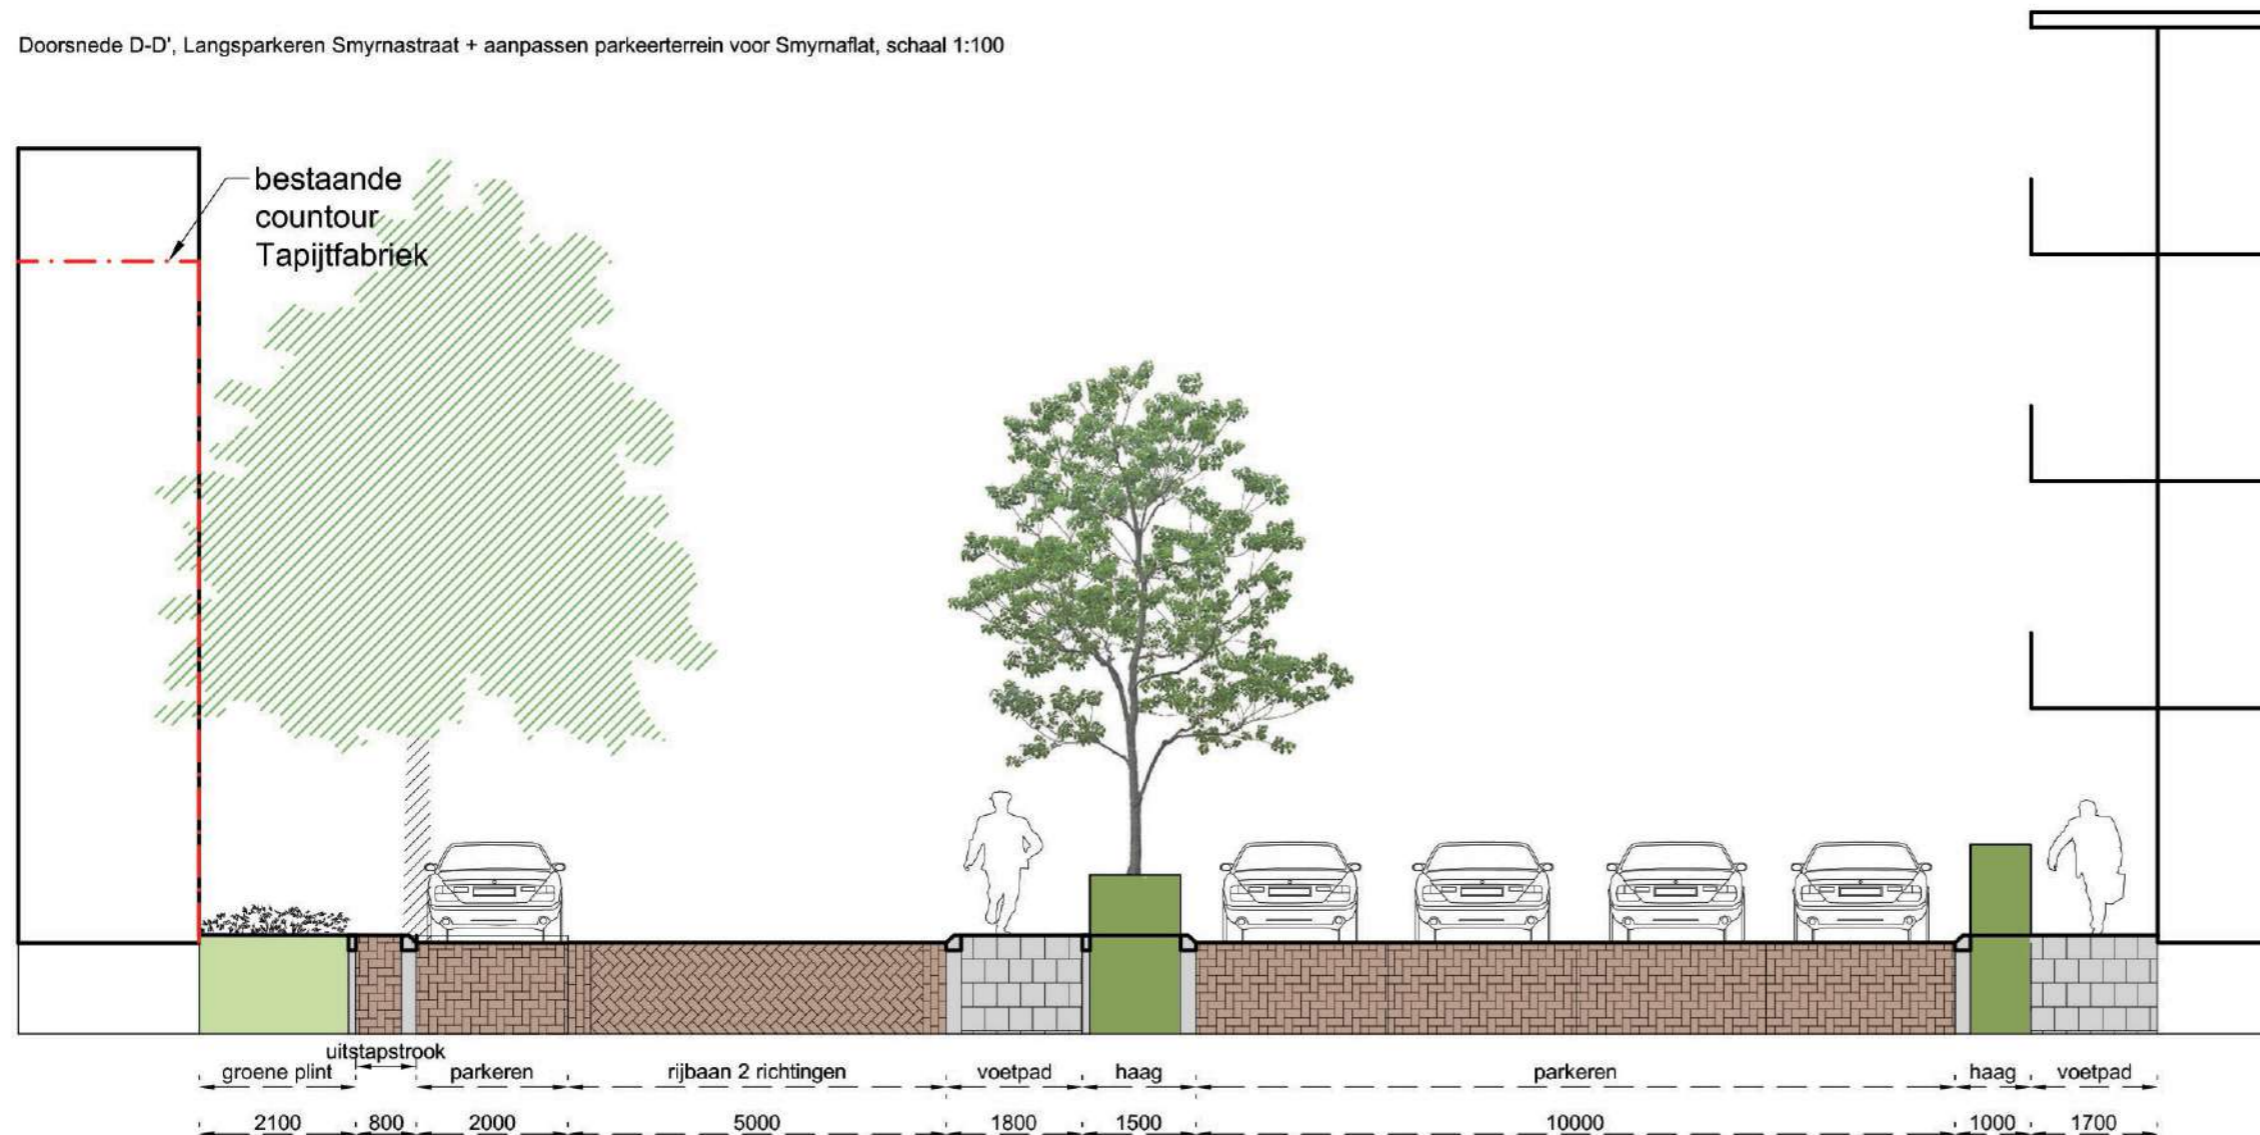 Doorsnede D-D', Langsparkeren Smyrnastraat + aanpassen parkeerterrein voor Smyrnaflat, schaal 1:100
bestaande
countour
Tapijtfabriek
uitstapstrook
groene plint parkeren rijbaan 2 richtingen voetpad haag parkeren haag voetpad
2100 800 2000 5000 1800 1500 10000 1000 1700